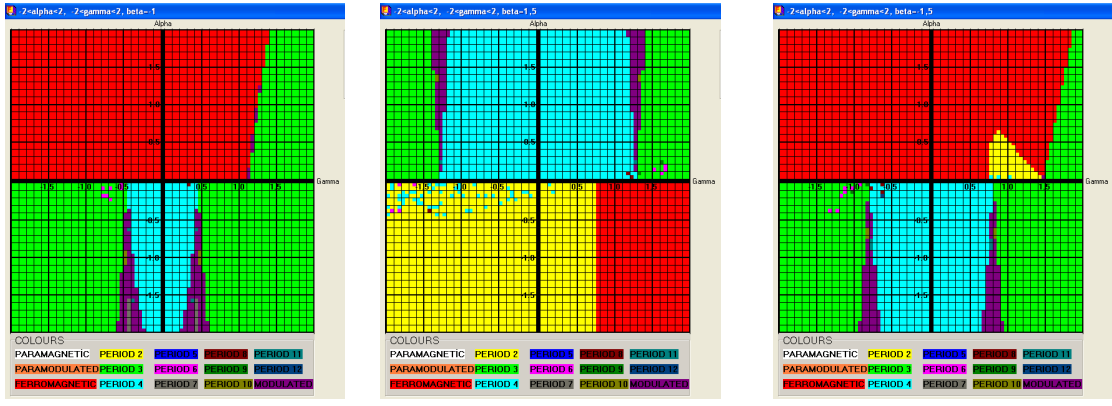 -2<alpha<2, -2<gamma<2, beta=-1
Alpha
1.5
1.0
0.5
Gamma
1.5 1.0 -0.5 0.5 1.0 1.5
-0.5
-1.0
-1.5
COLOURS
PARAMAGNETIC PERIOD 2 PERIOD 5 PERIOD 8 PERIOD 11
PARAMODULATED PERIOD 3 PERIOD 6 PERIOD 9 PERIOD 12
FERROMAGNETIC PERIOD 4 PERIOD 7 PERIOD 10 MODULATED
-2<alpha<2, -2<gamma<2, beta=-1,5
Alpha
1.5
1.0
0.5
Gamma
1.5 1.0 -0.5 0.5 1.0 1.5
-0.5
-1.0
-1.5
COLOURS
PARAMAGNETIC PERIOD 2 PERIOD 5 PERIOD 8 PERIOD 11
PARAMODULATED PERIOD 3 PERIOD 6 PERIOD 9 PERIOD 12
FERROMAGNETIC PERIOD 4 PERIOD 7 PERIOD 10 MODULATED
-2<alpha<2, -2<gamma<2, beta=-1,5
Alpha
1.5
1.0
0.5
Gamma
1.5 1.0 -0.5 0.5 1.0 1.5
-0.5
-1.0
-1.5
COLOURS
PARAMAGNETIC PERIOD 2 PERIOD 5 PERIOD 8 PERIOD 11
PARAMODULATED PERIOD 3 PERIOD 6 PERIOD 9 PERIOD 12
FERROMAGNETIC PERIOD 4 PERIOD 7 PERIOD 10 MODULATED